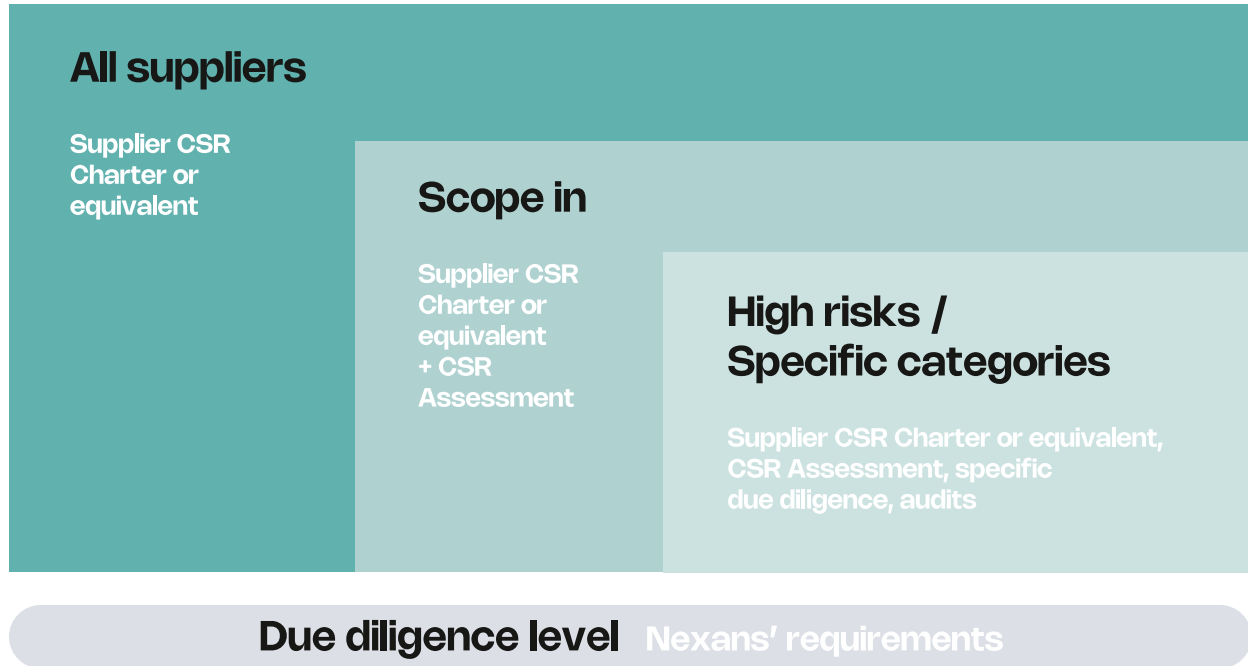 All suppliers
Supplier CSR
Charter or
equivalent
Scope in
Supplier CSR
Charter or
equivalent
+ CSR
Assessment
High risks /
Specific categories
Supplier CSR Charter or equivalent,
CSR Assessment, specific
due diligence, audits
Due diligence level Nexans’ requirements